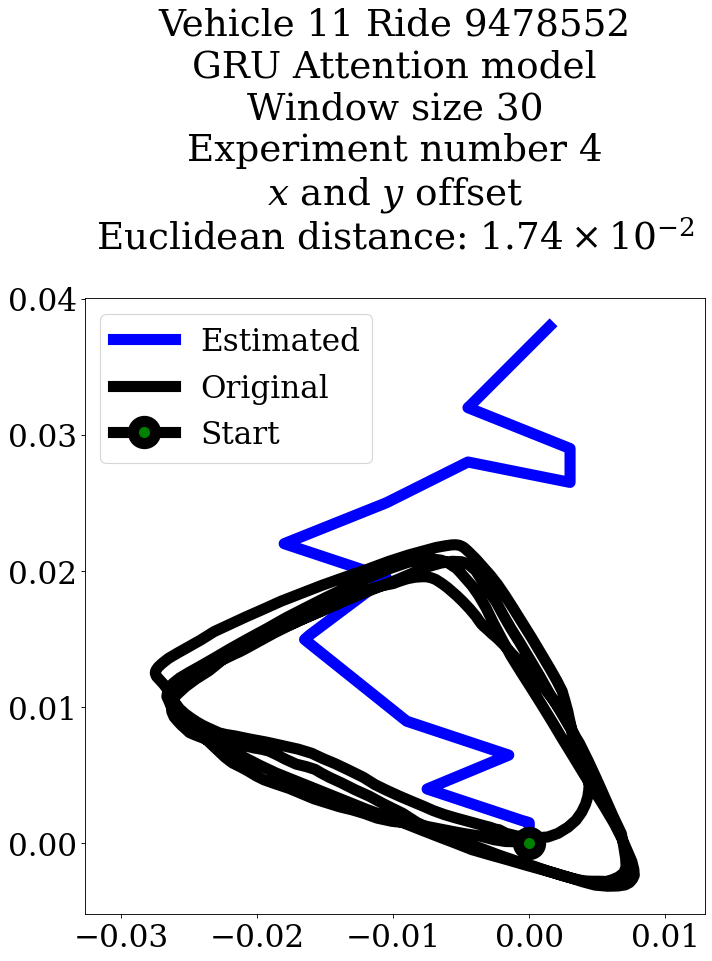 Vehicle 11 Ride 9478552
GRU Attention model
Window size 30
Experiment number 4
x and y offset
Euclidean distance: 1.74 × 10⁻²
0.04
Estimated
Original
Start
0.03
0.02
0.01
0.00
−0.03 −0.02 −0.01 0.00 0.01